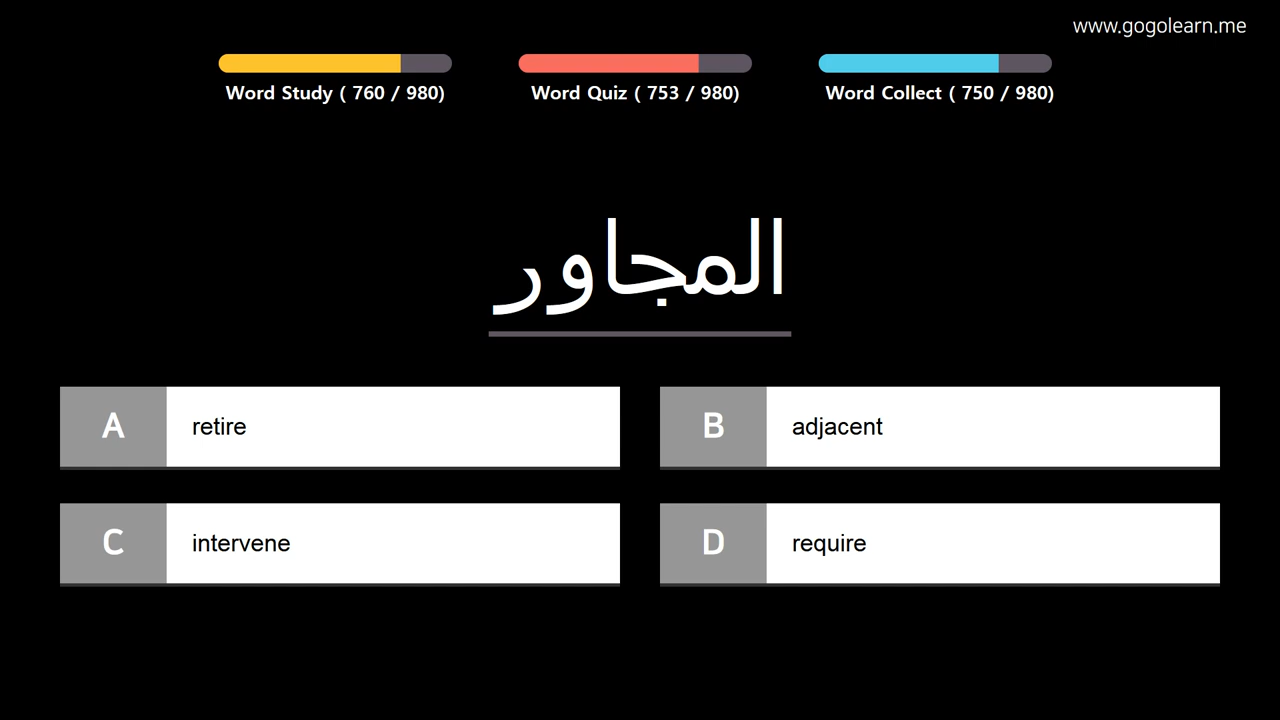 www.gogolearn.me
Word Study ( 760 / 980)
Word Quiz ( 753 / 980)
Word Collect ( 750 / 980)
المجاور
A retire
B adjacent
C intervene
D require